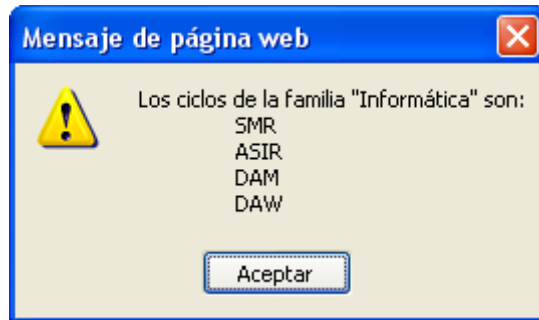 Mensaje de página web
Los ciclos de la familia "Informática" son:
SMR
ASIR
DAM
DAW
Aceptar